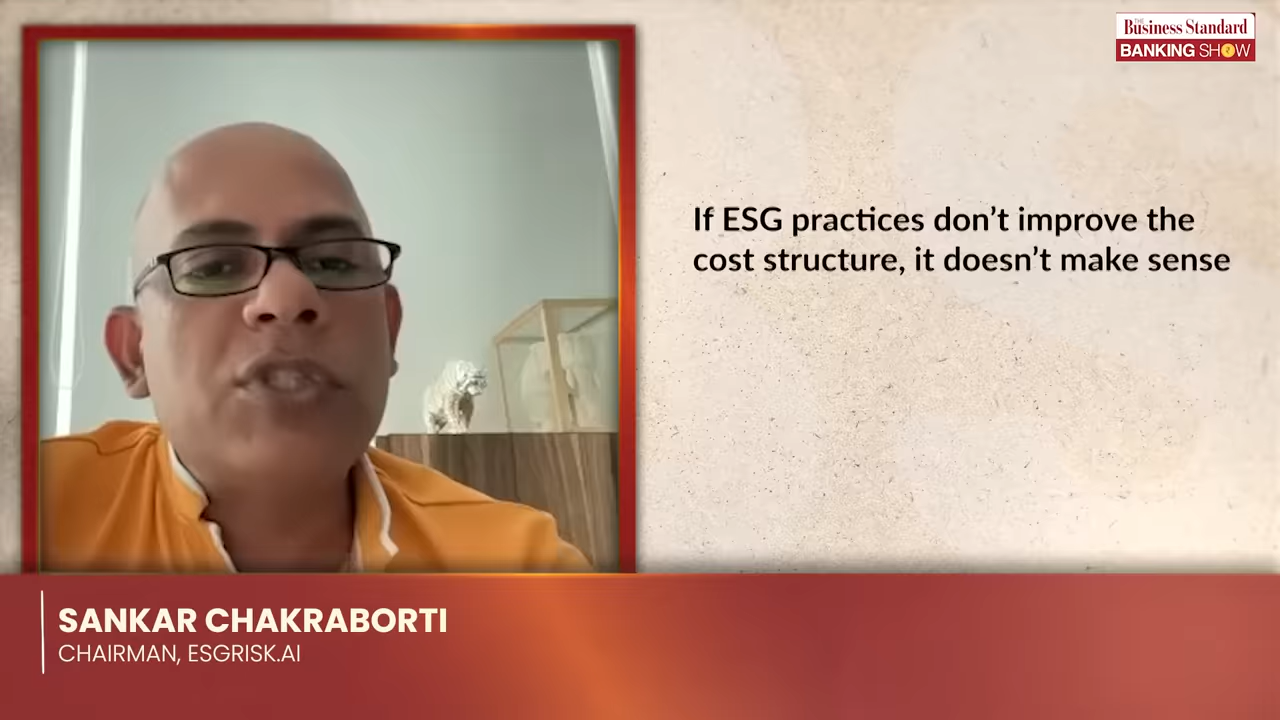 THE
Business Standard
BANKING SHOW
If ESG practices don’t improve the
cost structure, it doesn’t make sense
SANKAR CHAKRABORTI
CHAIRMAN, ESGRISK.AI